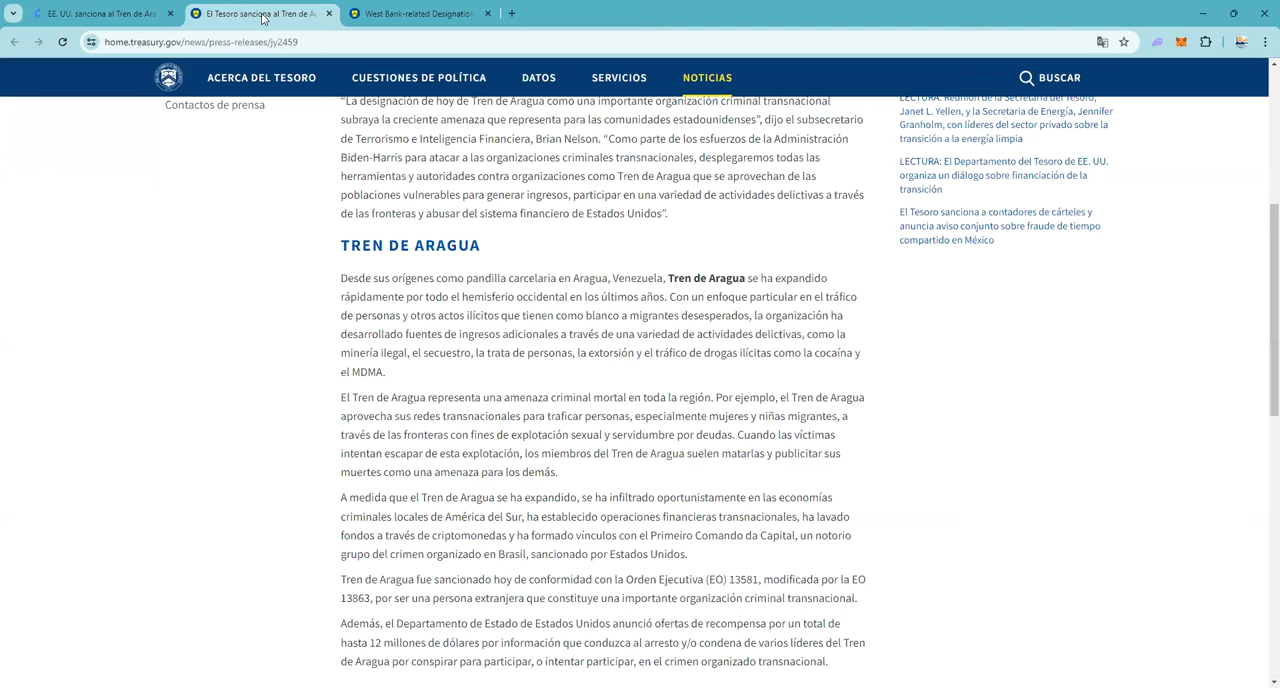 EE. UU. sanciona al Tren de Ara
El Tesoro sanciona al Tren de Ar
West Bank-related Designation
home.treasury.gov/news/press-releases/jy2459
ACERCA DEL TESORO
CUESTIONES DE POLÍTICA
DATOS
SERVICIOS
NOTICIAS
BUSCAR
Contactos de prensa
“La designación de hoy de Tren de Aragua como una importante organización criminal transnacional
subraya la creciente amenaza que representa para las comunidades estadounidenses”, dijo el subsecretario
de Terrorismo e Inteligencia Financiera, Brian Nelson. “Como parte de los esfuerzos de la Administración
Biden-Harris para atacar a las organizaciones criminales transnacionales, desplegaremos todas las
herramientas y autoridades contra organizaciones como Tren de Aragua que se aprovechan de las
poblaciones vulnerables para generar ingresos, participar en una variedad de actividades delictivas a través
de las fronteras y abusar del sistema financiero de Estados Unidos”.
TREN DE ARAGUA
Desde sus orígenes como pandilla carcelaria en Aragua, Venezuela, Tren de Aragua se ha expandido
rápidamente por todo el hemisferio occidental en los últimos años. Con un enfoque particular en el tráfico
de personas y otros actos ilícitos que tienen como blanco a migrantes desesperados, la organización ha
desarrollado fuentes de ingresos adicionales a través de una variedad de actividades delictivas, como la
minería ilegal, el secuestro, la trata de personas, la extorsión y el tráfico de drogas ilícitas como la cocaína y
el MDMA.
El Tren de Aragua representa una amenaza criminal mortal en toda la región. Por ejemplo, el Tren de Aragua
aprovecha sus redes transnacionales para traficar personas, especialmente mujeres y niñas migrantes, a
través de las fronteras con fines de explotación sexual y servidumbre por deudas. Cuando las víctimas
intentan escapar de esta explotación, los miembros del Tren de Aragua suelen matarlas y publicitar sus
muertes como una amenaza para los demás.
A medida que el Tren de Aragua se ha expandido, se ha infiltrado oportunistamente en las economías
criminales locales de América del Sur, ha establecido operaciones financieras transnacionales, ha lavado
fondos a través de criptomonedas y ha formado vínculos con el Primeiro Comando da Capital, un notorio
grupo del crimen organizado en Brasil, sancionado por Estados Unidos.
Tren de Aragua fue sancionado hoy de conformidad con la Orden Ejecutiva (EO) 13581, modificada por la EO
13863, por ser una persona extranjera que constituye una importante organización criminal transnacional.
Además, el Departamento de Estado de Estados Unidos anunció ofertas de recompensa por un total de
hasta 12 millones de dólares por información que conduzca al arresto y/o condena de varios líderes del Tren
de Aragua por conspirar para participar, o intentar participar, en el crimen organizado transnacional.
LECTURA: Reunión de la Secretaria del Tesoro,
Janet L. Yellen, y la Secretaria de Energía, Jennifer
Granholm, con líderes del sector privado sobre la
transición a la energía limpia
LECTURA: El Departamento del Tesoro de EE. UU.
organiza un diálogo sobre financiación de la
transición
El Tesoro sanciona a contadores de cárteles y
anuncia aviso conjunto sobre fraude de tiempo
compartido en México